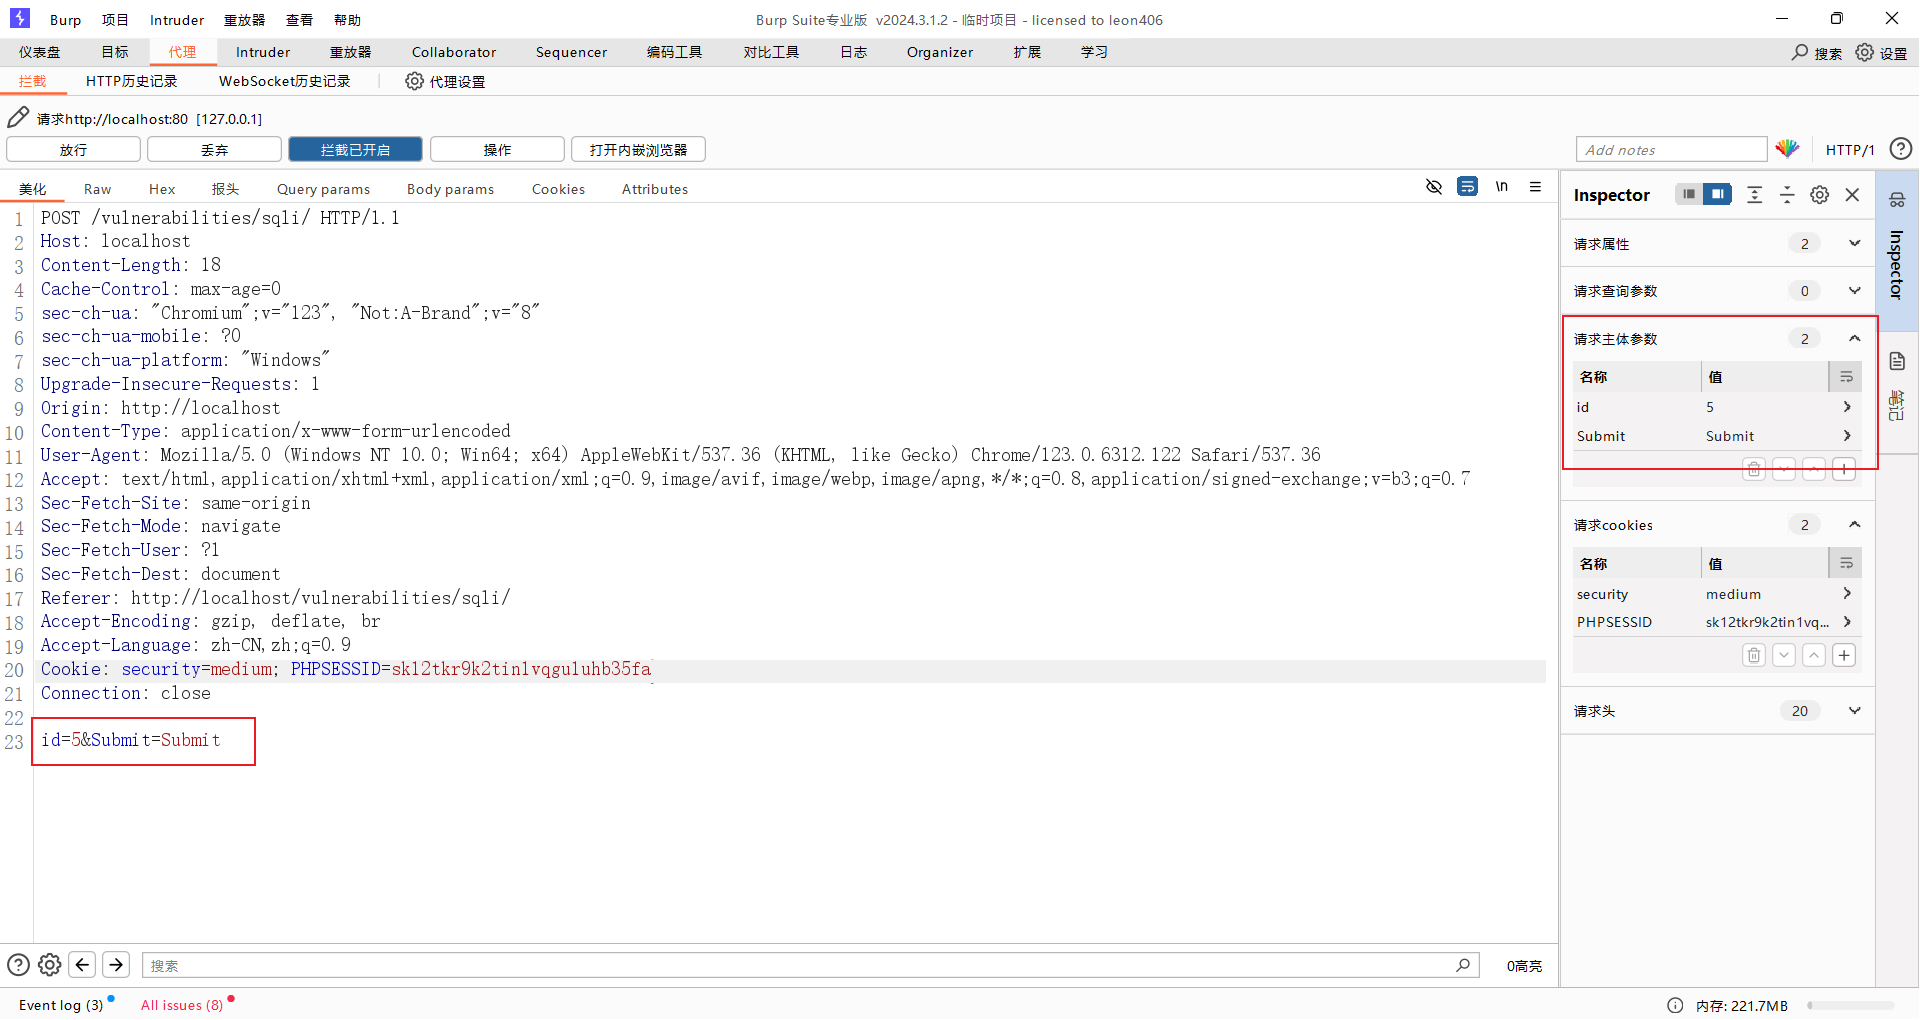 Burp 项目 Intruder 重放器 查看 帮助 Burp Suite专业版 v2024.3.1.2 - 临时项目 - licensed to leon406
仪表盘 目标 代理 Intruder 重放器 Collaborator Sequencer 编码工具 对比工具 日志 Organizer 扩展 学习 搜索 设置
拦截 HTTP历史记录 WebSocket历史记录 代理设置
请求http://localhost:80 [127.0.0.1]
放行 丢弃 拦截已开启 操作 打开内嵌浏览器 Add notes HTTP/1
美化 Raw Hex 报头 Query params Body params Cookies Attributes \n
1 POST /vulnerabilities/sqli/ HTTP/1.1
2 Host: localhost
3 Content-Length: 18
4 Cache-Control: max-age=0
5 sec-ch-ua: "Chromium";v="123", "Not:A-Brand";v="8"
6 sec-ch-ua-mobile: ?0
7 sec-ch-ua-platform: "Windows"
8 Upgrade-Insecure-Requests: 1
9 Origin: http://localhost
10 Content-Type: application/x-www-form-urlencoded
11 User-Agent: Mozilla/5.0 (Windows NT 10.0; Win64; x64) AppleWebKit/537.36 (KHTML, like Gecko) Chrome/123.0.6312.122 Safari/537.36
12 Accept: text/html,application/xhtml+xml,application/xml;q=0.9,image/avif,image/webp,image/apng,*/*;q=0.8,application/signed-exchange;v=b3;q=0.7
13 Sec-Fetch-Site: same-origin
14 Sec-Fetch-Mode: navigate
15 Sec-Fetch-User: ?1
16 Sec-Fetch-Dest: document
17 Referer: http://localhost/vulnerabilities/sqli/
18 Accept-Encoding: gzip, deflate, br
19 Accept-Language: zh-CN,zh;q=0.9
20 Cookie: security=medium; PHPSESSID=sk12tkr9k2tin1vqgu1uhb35fa
21 Connection: close
22
23 id=5&Submit=Submit
Inspector
请求属性 2
请求查询参数 0
请求主体参数 2
名称 值
id 5
Submit Submit
请求cookies 2
名称 值
security medium
PHPSESSID sk12tkr9k2tin1vq...
请求头 20
Inspector
笔记
搜索 0高亮
Event log (3) All issues (8) 内存: 221.7MB